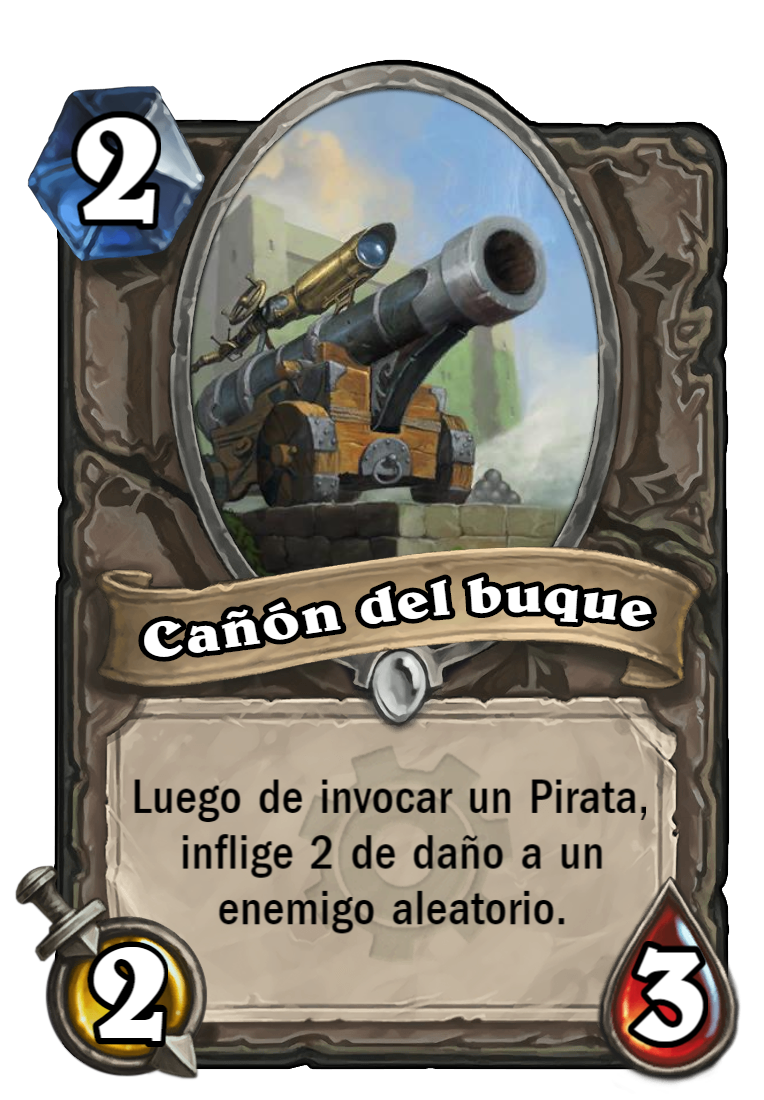 2
Cañón del buque
Luego de invocar un Pirata,
inflige 2 de daño a un
enemigo aleatorio.
2
3